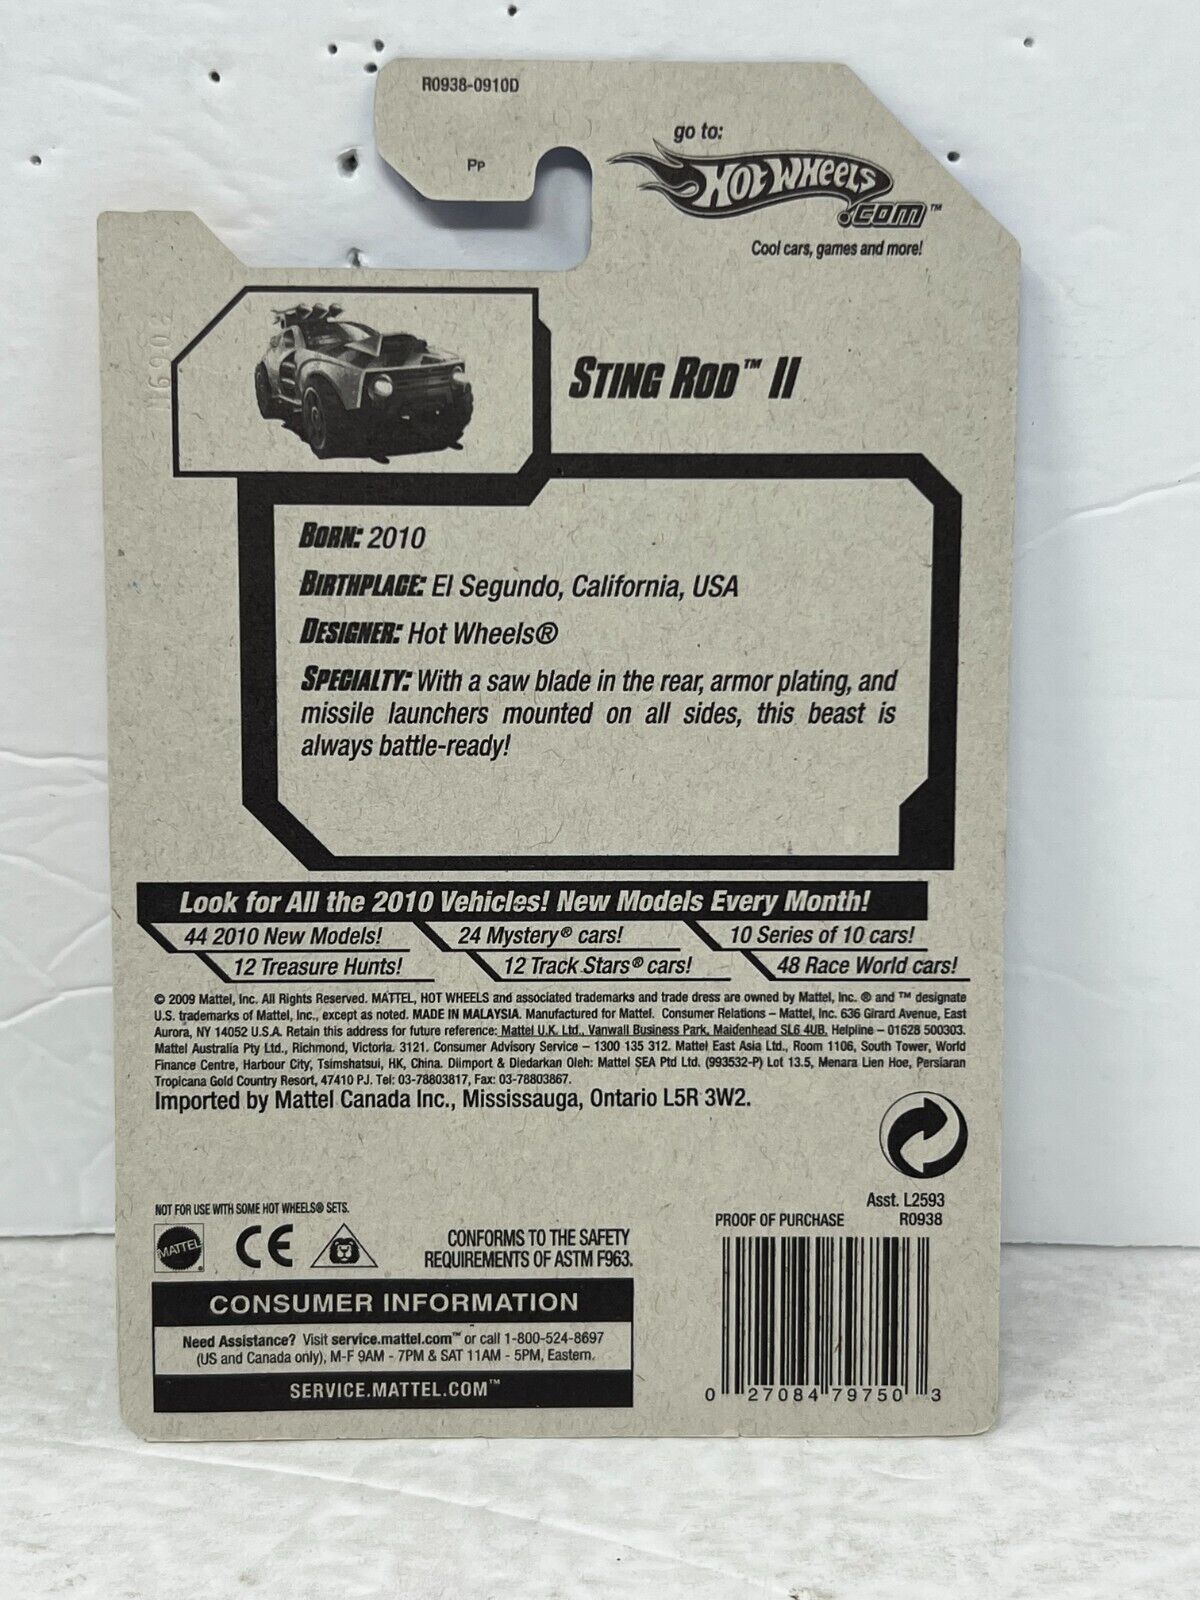 R0938-0910D
PP
go to:
HOT WHEELS
.COM™
Cool cars, games and more!
STING ROD™ II
BORN: 2010
BIRTHPLACE: El Segundo, California, USA
DESIGNER: Hot Wheels®
SPECIALTY: With a saw blade in the rear, armor plating, and
missile launchers mounted on all sides, this beast is
always battle-ready!
Look for All the 2010 Vehicles! New Models Every Month!
44 2010 New Models! 24 Mystery® cars! 10 Series of 10 cars!
12 Treasure Hunts! 12 Track Stars® cars! 48 Race World cars!
© 2009 Mattel, Inc. All Rights Reserved. MATTEL, HOT WHEELS and associated trademarks and trade dress are owned by Mattel, Inc. ® and ™ designate
U.S. trademarks of Mattel, Inc., except as noted. MADE IN MALAYSIA. Manufactured for Mattel. Consumer Relations – Mattel, Inc. 636 Girard Avenue, East
Aurora, NY 14052 U.S.A. Retain this address for future reference: Mattel U.K. Ltd., Vanwall Business Park, Maidenhead SL6 4UB. Helpline – 01628 500303.
Mattel Australia Pty Ltd., Richmond, Victoria. 3121. Consumer Advisory Service – 1300 135 312. Mattel East Asia Ltd., Room 1106, South Tower, World
Finance Centre, Harbour City, Tsimshatsui, HK, China. Diimport & Diedarkan Oleh: Mattel SEA Ptd Ltd. (993532-P) Lot 13.5, Menara Lien Hoe, Persiaran
Tropicana Gold Country Resort, 47410 PJ. Tel: 03-78803817, Fax: 03-78803867.
Imported by Mattel Canada Inc., Mississauga, Ontario L5R 3W2.
NOT FOR USE WITH SOME HOT WHEELS® SETS.
MATTEL
CE
CONFORMS TO THE SAFETY
REQUIREMENTS OF ASTM F963.
Asst. L2593
PROOF OF PURCHASE R0938
CONSUMER INFORMATION
Need Assistance? Visit service.mattel.com™ or call 1-800-524-8697
(US and Canada only), M-F 9AM - 7PM & SAT 11AM - 5PM, Eastern.
SERVICE.MATTEL.COM™
0 27084 79750 3